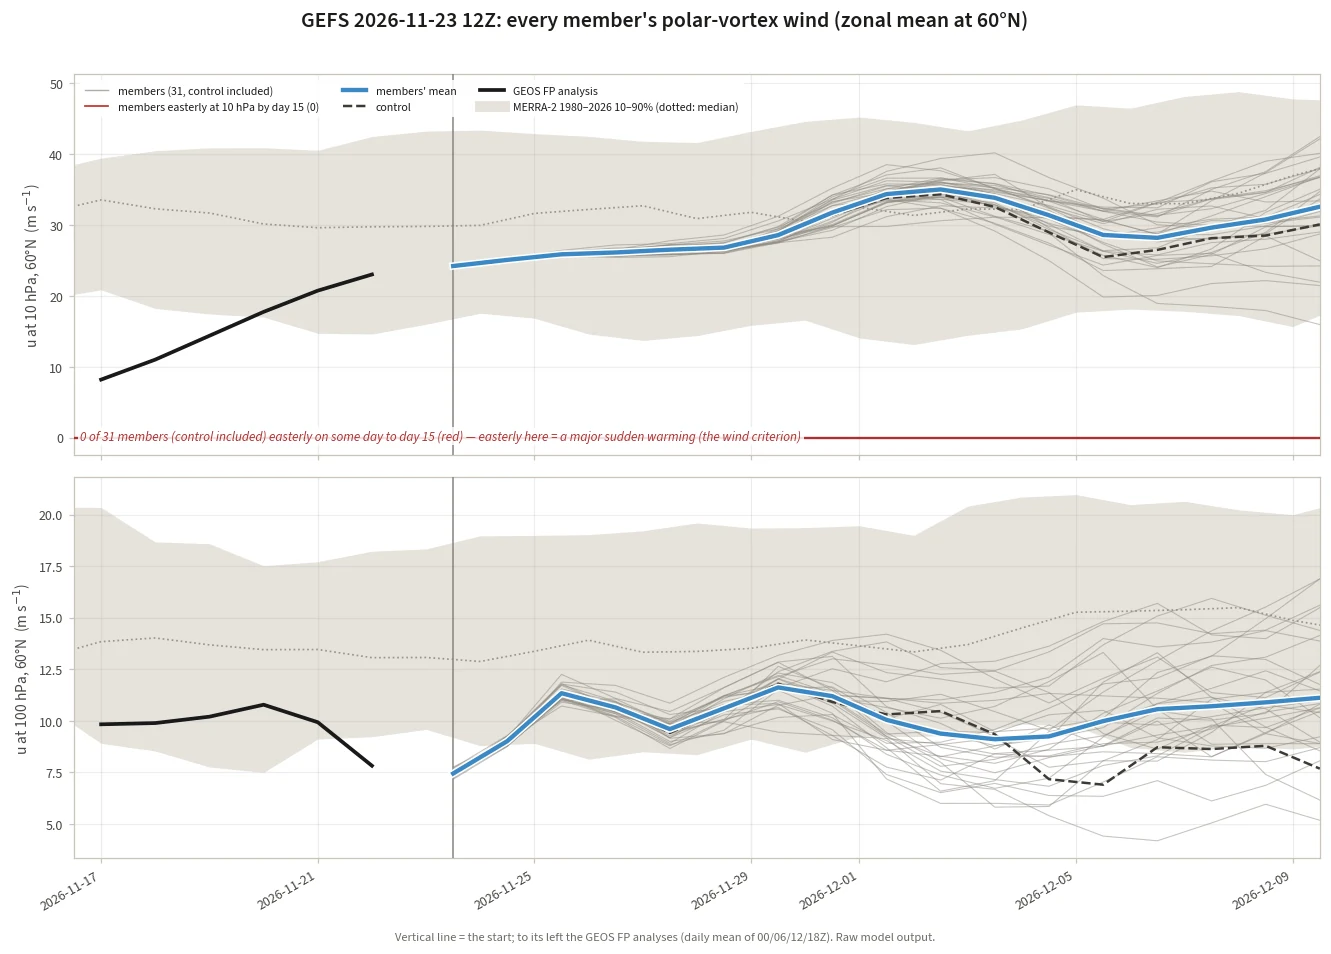 GEFS 2026-11-23 12Z: every member's polar-vortex wind (zonal mean at 60°N)
members (31, control included)
members easterly at 10 hPa by day 15 (0)
members' mean
control
GEOS FP analysis
MERRA-2 1980–2026 10–90% (dotted: median)
u at 10 hPa, 60°N (m s⁻¹)
50
40
30
20
10
0
0 of 31 members (control included) easterly on some day to day 15 (red) — easterly here = a major sudden warming (the wind criterion)
u at 100 hPa, 60°N (m s⁻¹)
20.0
17.5
15.0
12.5
10.0
7.5
5.0
2026-11-17
2026-11-21
2026-11-25
2026-11-29
2026-12-01
2026-12-05
2026-12-09
Vertical line = the start; to its left the GEOS FP analyses (daily mean of 00/06/12/18Z). Raw model output.